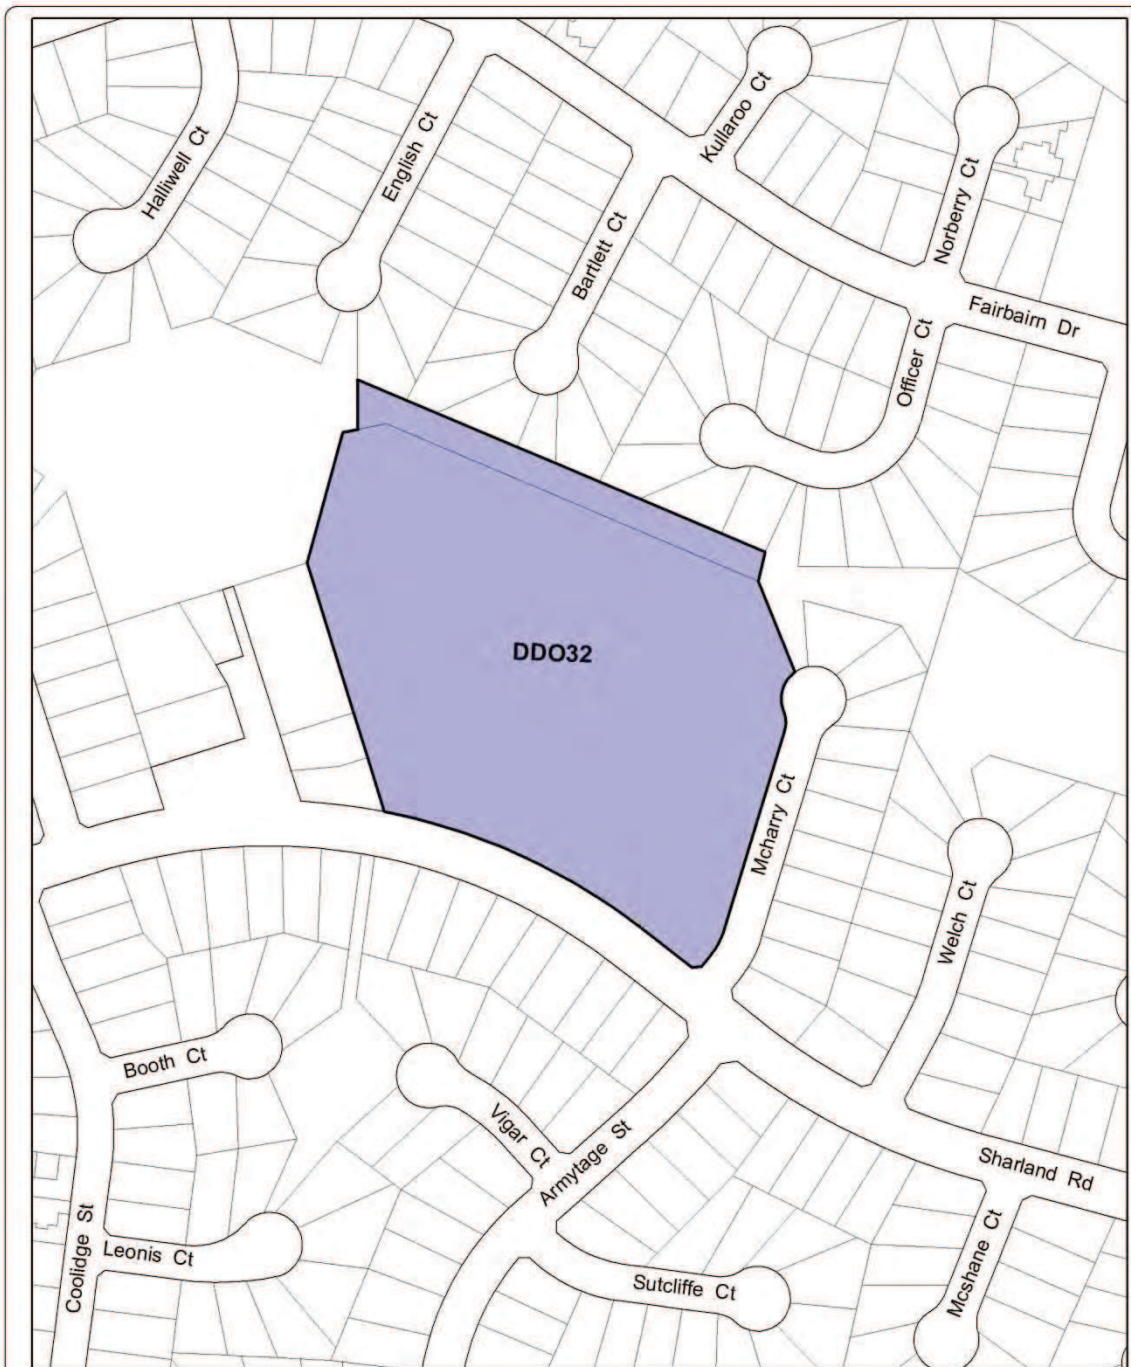 Kullaroo Ct
Halliwell Ct
English Ct
Norberry Ct
Bartlett Ct
Fairbairn Dr
Officer Ct
DDO32
Mcharry Ct
Welch Ct
Booth Ct
Vigar Ct
Armytage St
Sharland Rd
Leonis Ct
Coolidge St
Sutcliffe Ct
Mcshane Ct